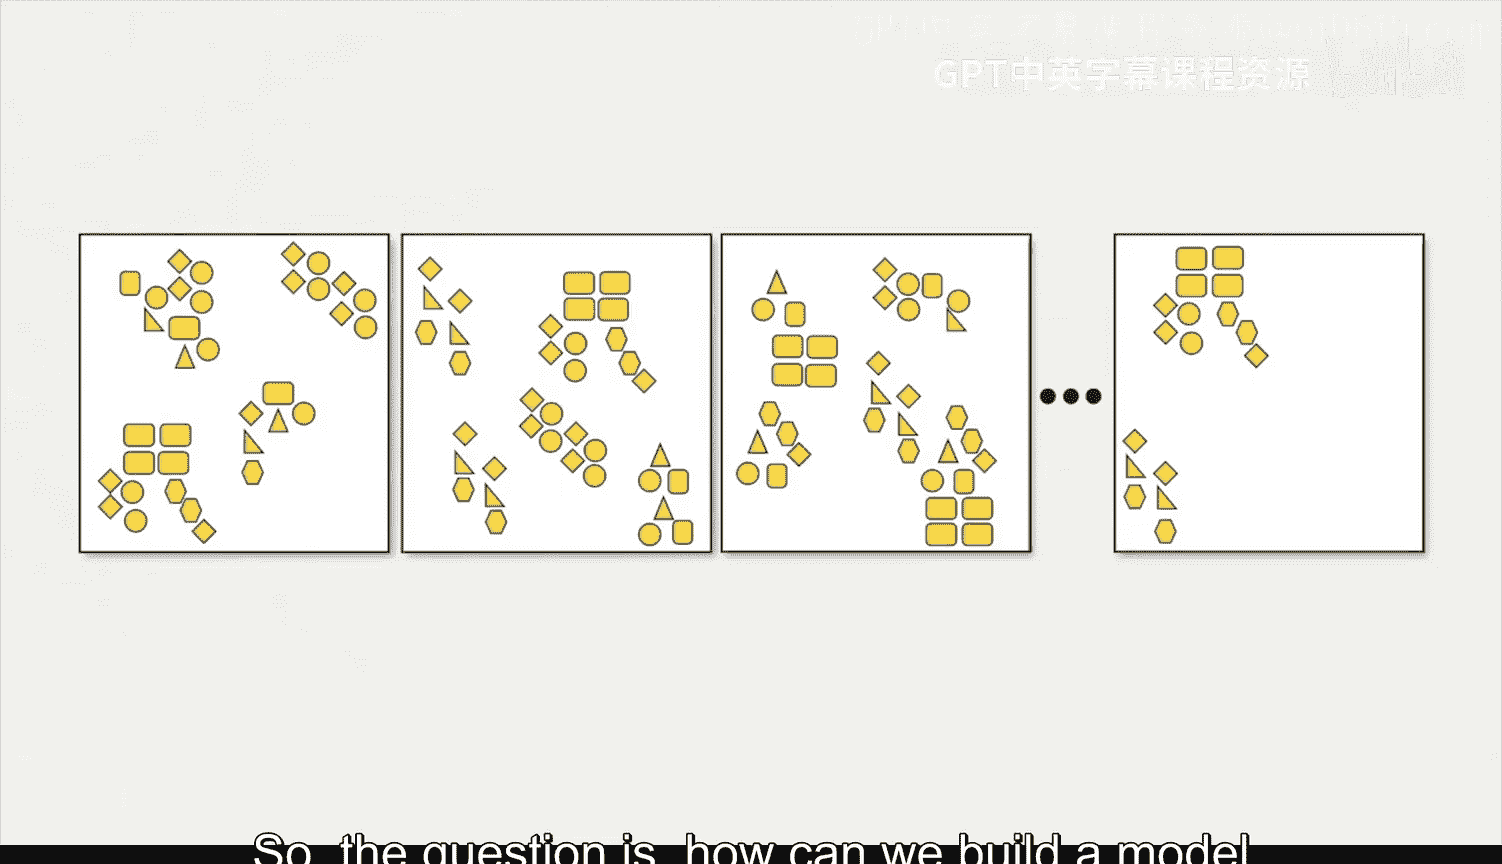 GPT中英字幕课程资源
So the question is how can we build a model